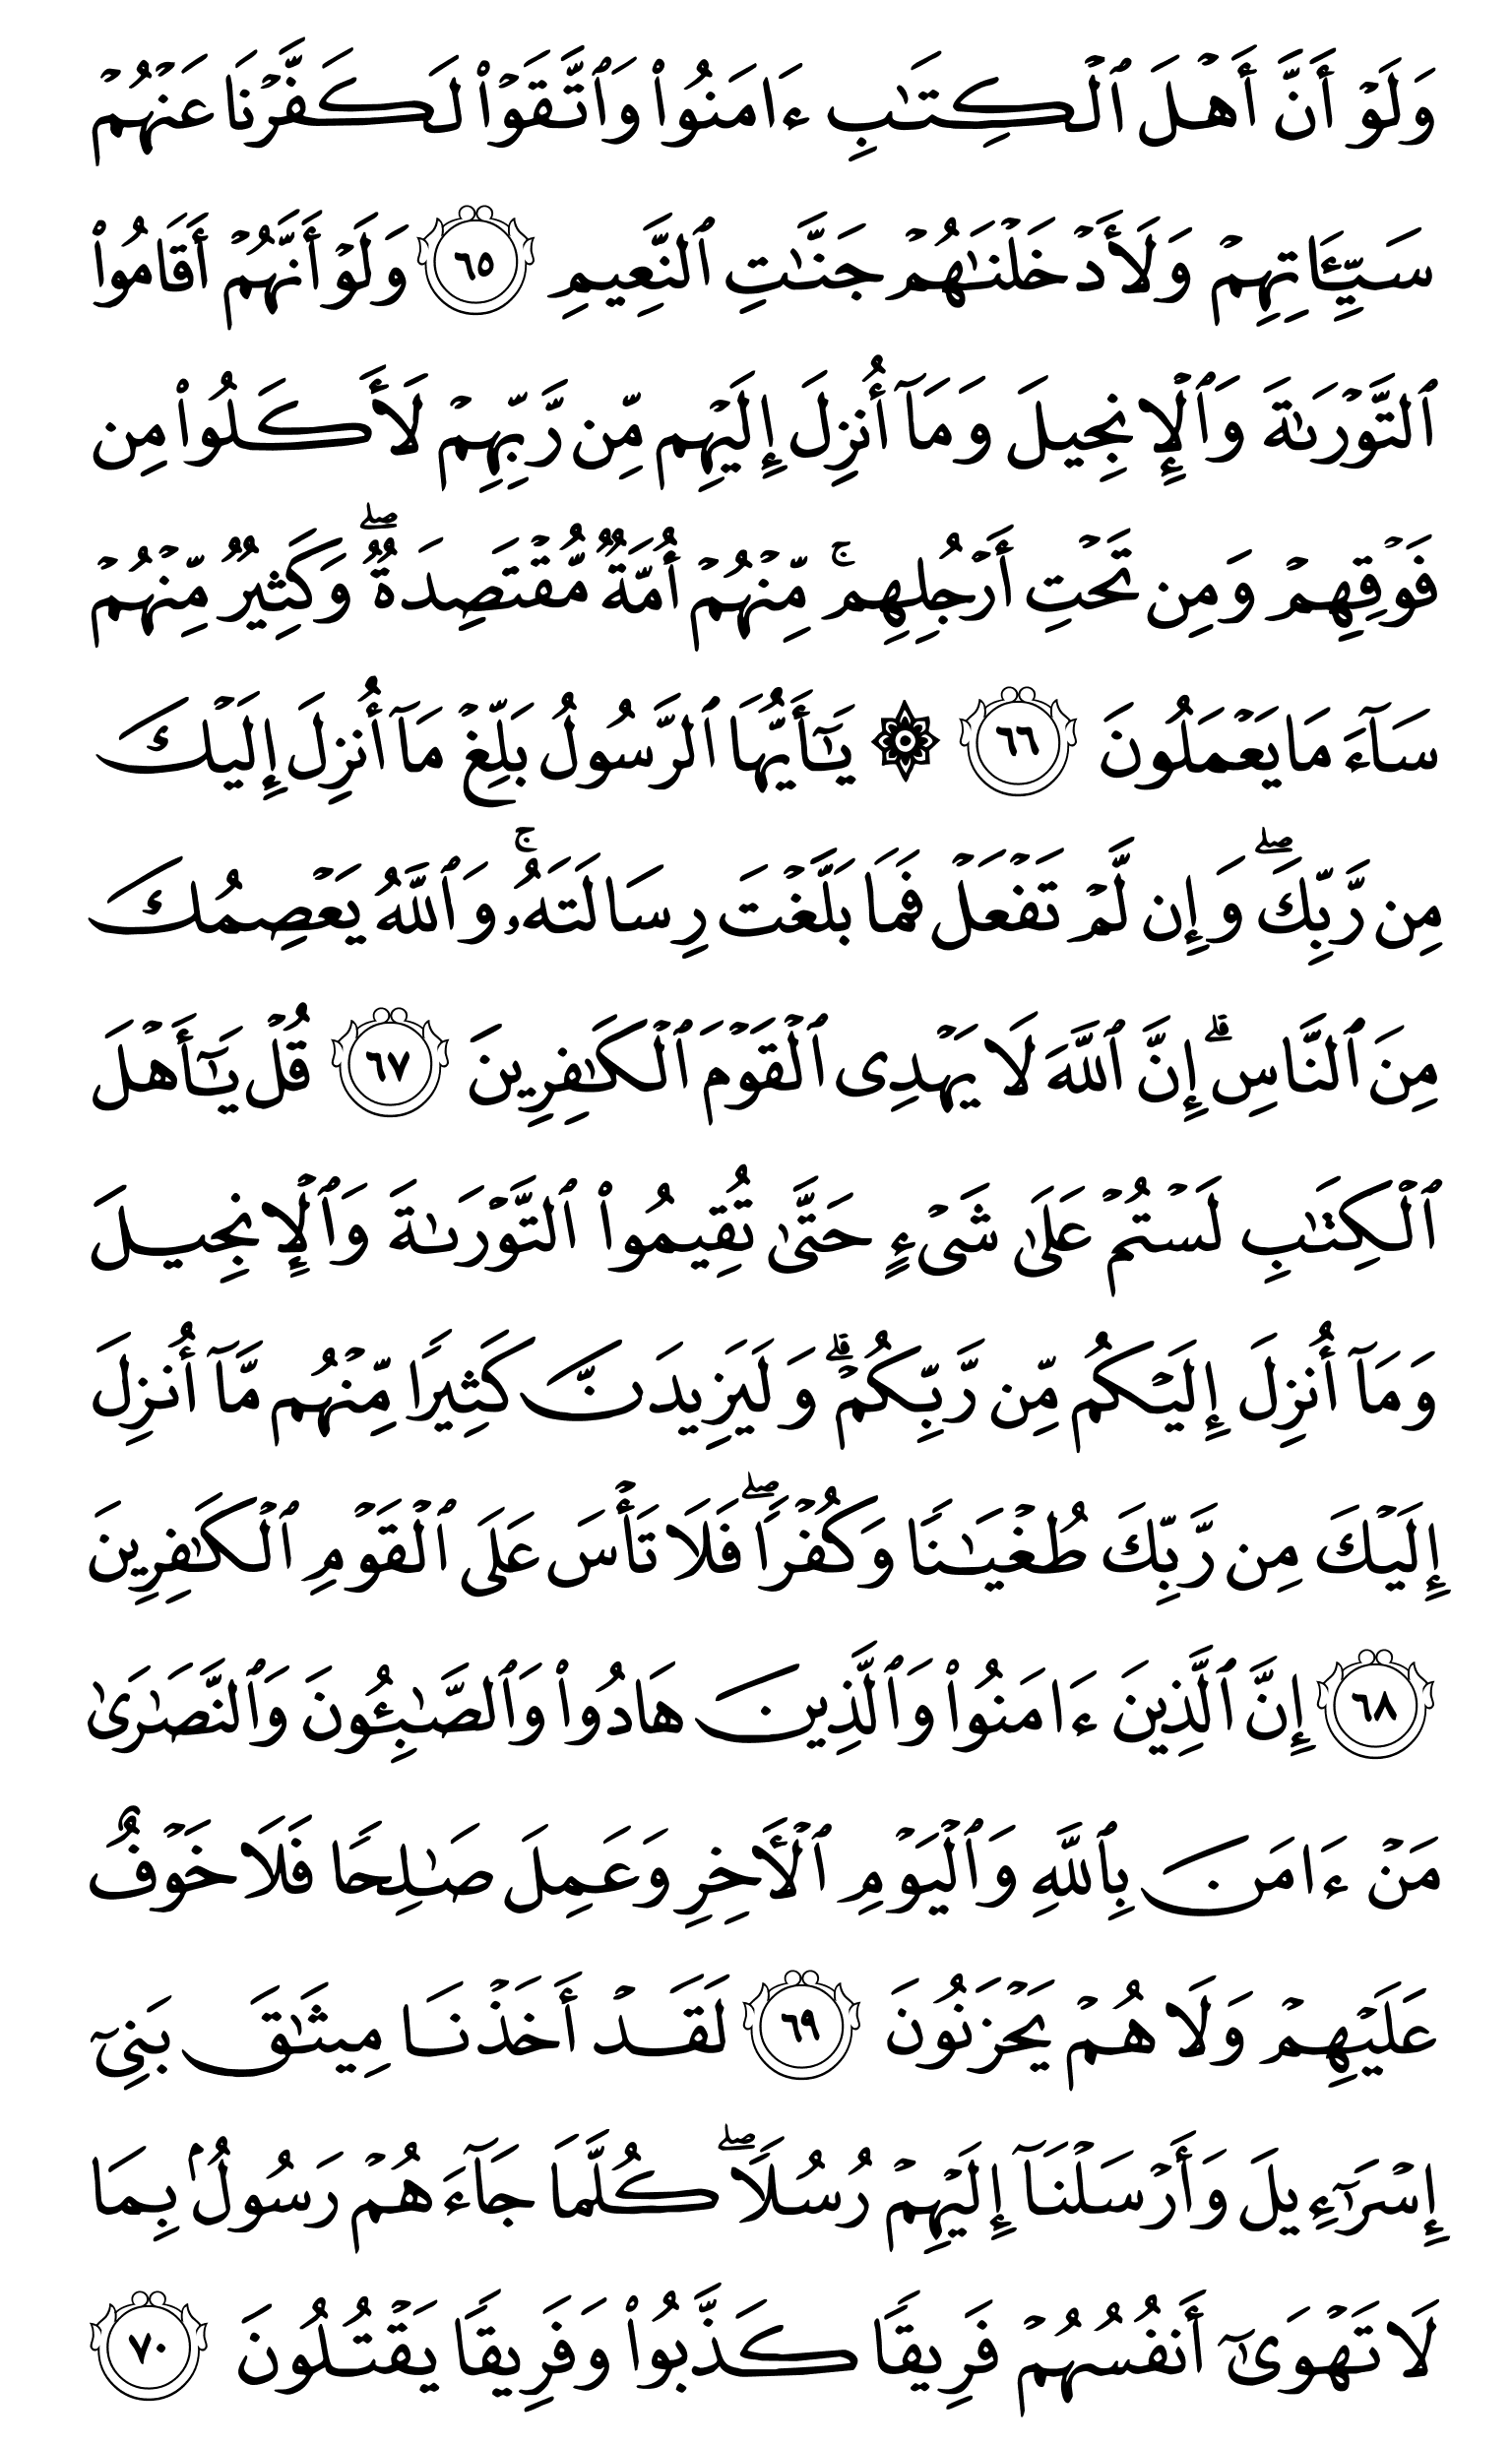 وَلَوۡ أَنَّ أَهۡلَ ٱلۡكِتَٰبِ ءَامَنُواْ وَٱتَّقَوۡاْ لَكَفَّرۡنَا عَنۡهُمۡ
سَيِّـَٔاتِهِمۡ وَلَأَدۡخَلۡنَٰهُمۡ جَنَّٰتِ ٱلنَّعِيمِ ٦٥ وَلَوۡ أَنَّهُمۡ أَقَامُواْ
ٱلتَّوۡرَىٰةَ وَٱلۡإِنجِيلَ وَمَآ أُنزِلَ إِلَيۡهِم مِّن رَّبِّهِمۡ لَأَكَلُواْ مِن
فَوۡقِهِمۡ وَمِن تَحۡتِ أَرۡجُلِهِمۚ مِّنۡهُمۡ أُمَّةٞ مُّقۡتَصِدَةٞۖ وَكَثِيرٞ مِّنۡهُمۡ
سَآءَ مَا يَعۡمَلُونَ ٦٦ ۞ يَٰٓأَيُّهَا ٱلرَّسُولُ بَلِّغۡ مَآ أُنزِلَ إِلَيۡكَ
مِن رَّبِّكَۖ وَإِن لَّمۡ تَفۡعَلۡ فَمَا بَلَّغۡتَ رِسَالَتَهُۥۚ وَٱللَّهُ يَعۡصِمُكَ
مِنَ ٱلنَّاسِۗ إِنَّ ٱللَّهَ لَا يَهۡدِي ٱلۡقَوۡمَ ٱلۡكَٰفِرِينَ ٦٧ قُلۡ يَٰٓأَهۡلَ
ٱلۡكِتَٰبِ لَسۡتُمۡ عَلَىٰ شَيۡءٍ حَتَّىٰ تُقِيمُواْ ٱلتَّوۡرَىٰةَ وَٱلۡإِنجِيلَ
وَمَآ أُنزِلَ إِلَيۡكُم مِّن رَّبِّكُمۡۗ وَلَيَزِيدَنَّ كَثِيرٗا مِّنۡهُم مَّآ أُنزِلَ
إِلَيۡكَ مِن رَّبِّكَ طُغۡيَٰنٗا وَكُفۡرٗاۖ فَلَا تَأۡسَ عَلَى ٱلۡقَوۡمِ ٱلۡكَٰفِرِينَ
٦٨ إِنَّ ٱلَّذِينَ ءَامَنُواْ وَٱلَّذِينَ هَادُواْ وَٱلصَّٰبِـُٔونَ وَٱلنَّصَٰرَىٰ
مَنۡ ءَامَنَ بِٱللَّهِ وَٱلۡيَوۡمِ ٱلۡأٓخِرِ وَعَمِلَ صَٰلِحٗا فَلَا خَوۡفٌ
عَلَيۡهِمۡ وَلَا هُمۡ يَحۡزَنُونَ ٦٩ لَقَدۡ أَخَذۡنَا مِيثَٰقَ بَنِيٓ
إِسۡرَٰٓءِيلَ وَأَرۡسَلۡنَآ إِلَيۡهِمۡ رُسُلٗاۖ كُلَّمَا جَآءَهُمۡ رَسُولُۢ بِمَا
لَا تَهۡوَىٰٓ أَنفُسُهُمۡ فَرِيقٗا كَذَّبُواْ وَفَرِيقٗا يَقۡتُلُونَ ٧٠